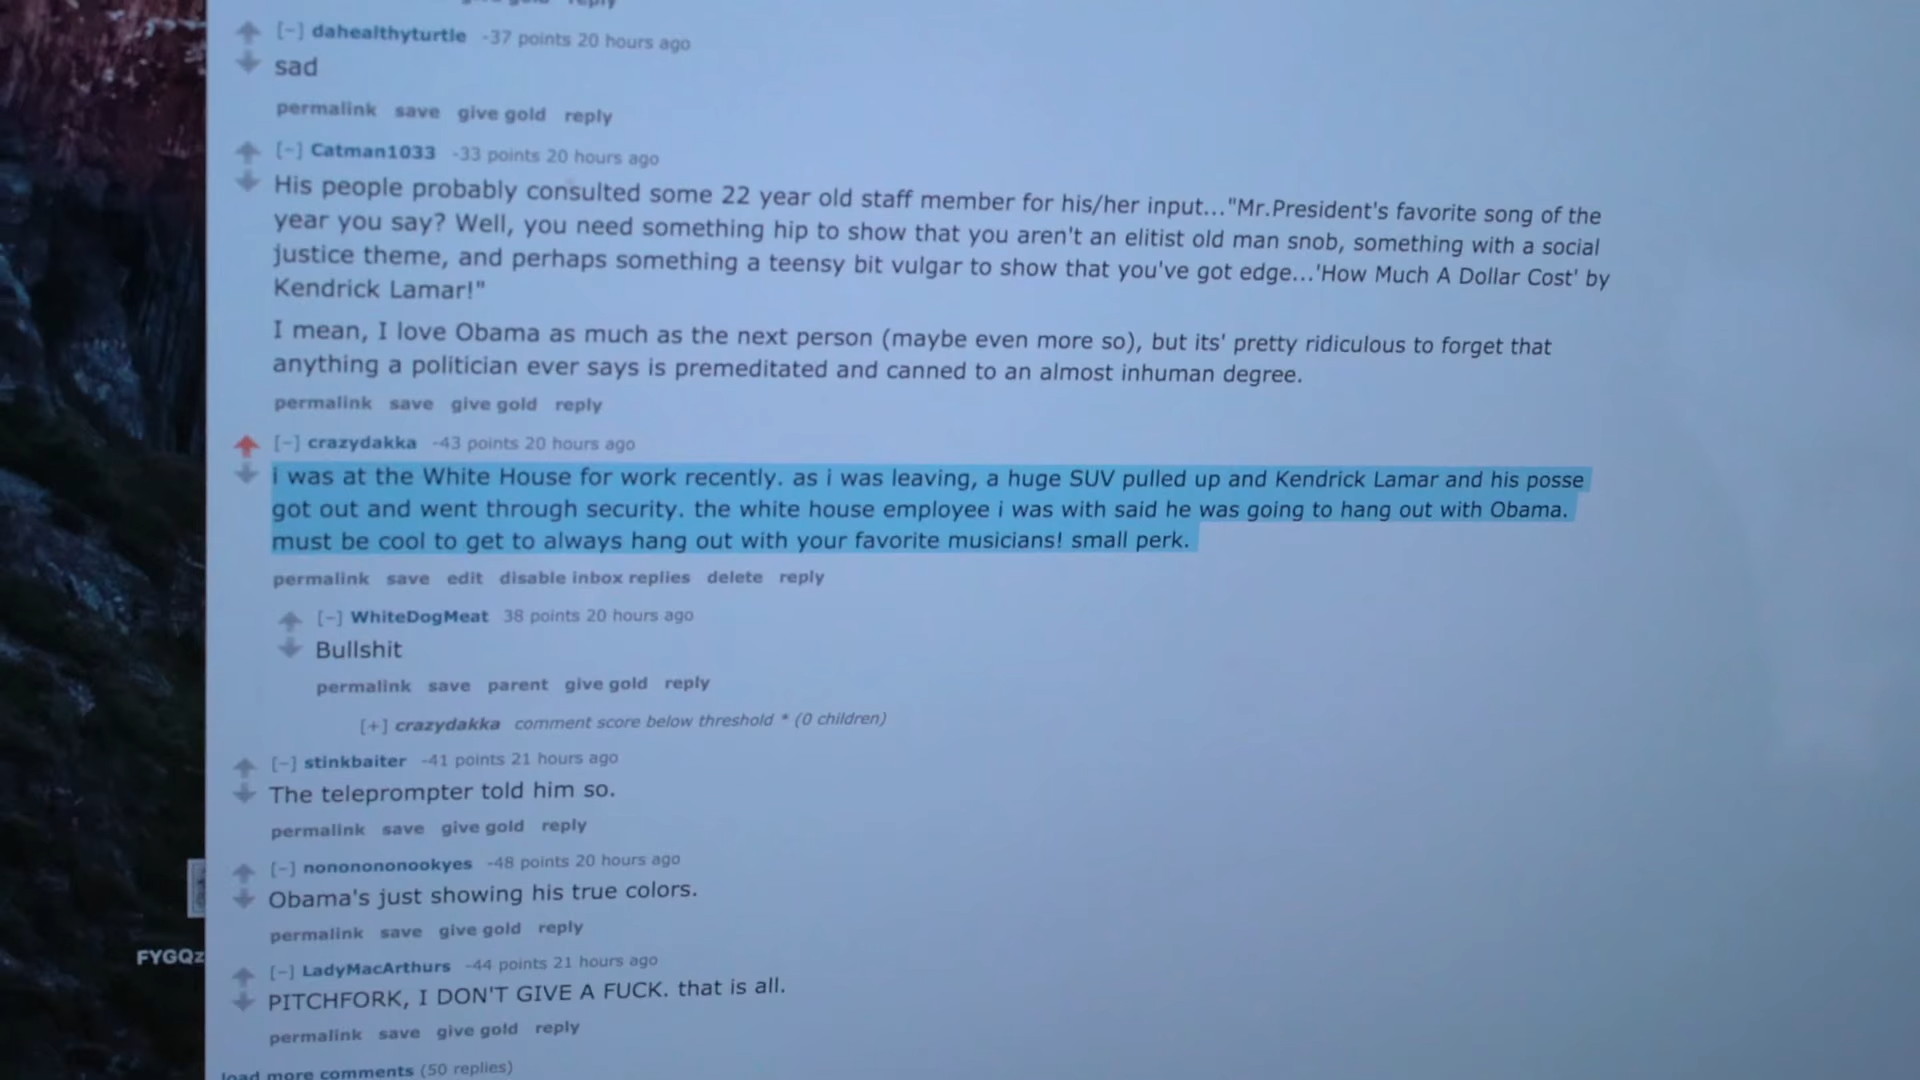 give gold reply
[-] dahealthyturtle -37 points 20 hours ago
sad
permalink save give gold reply
[-] Catman1033 -33 points 20 hours ago
His people probably consulted some 22 year old staff member for his/her input..."Mr.President's favorite song of the
year you say? Well, you need something hip to show that you aren't an elitist old man snob, something with a social
justice theme, and perhaps something a teensy bit vulgar to show that you've got edge...'How Much A Dollar Cost' by
Kendrick Lamar!"
I mean, I love Obama as much as the next person (maybe even more so), but its' pretty ridiculous to forget that
anything a politician ever says is premeditated and canned to an almost inhuman degree.
permalink save give gold reply
[-] crazydakka -43 points 20 hours ago
i was at the White House for work recently. as i was leaving, a huge SUV pulled up and Kendrick Lamar and his posse
got out and went through security. the white house employee i was with said he was going to hang out with Obama.
must be cool to get to always hang out with your favorite musicians! small perk.
permalink save edit disable inbox replies delete reply
[-] WhiteDogMeat 38 points 20 hours ago
Bullshit
permalink save parent give gold reply
[+] crazydakka comment score below threshold * (0 children)
[-] stinkbaiter -41 points 21 hours ago
The teleprompter told him so.
permalink save give gold reply
[-] nonononononookyes -48 points 20 hours ago
Obama's just showing his true colors.
permalink save give gold reply
FYGQz
[-] LadyMacArthurs -44 points 21 hours ago
PITCHFORK, I DON'T GIVE A FUCK. that is all.
permalink save give gold reply
load more comments (50 replies)